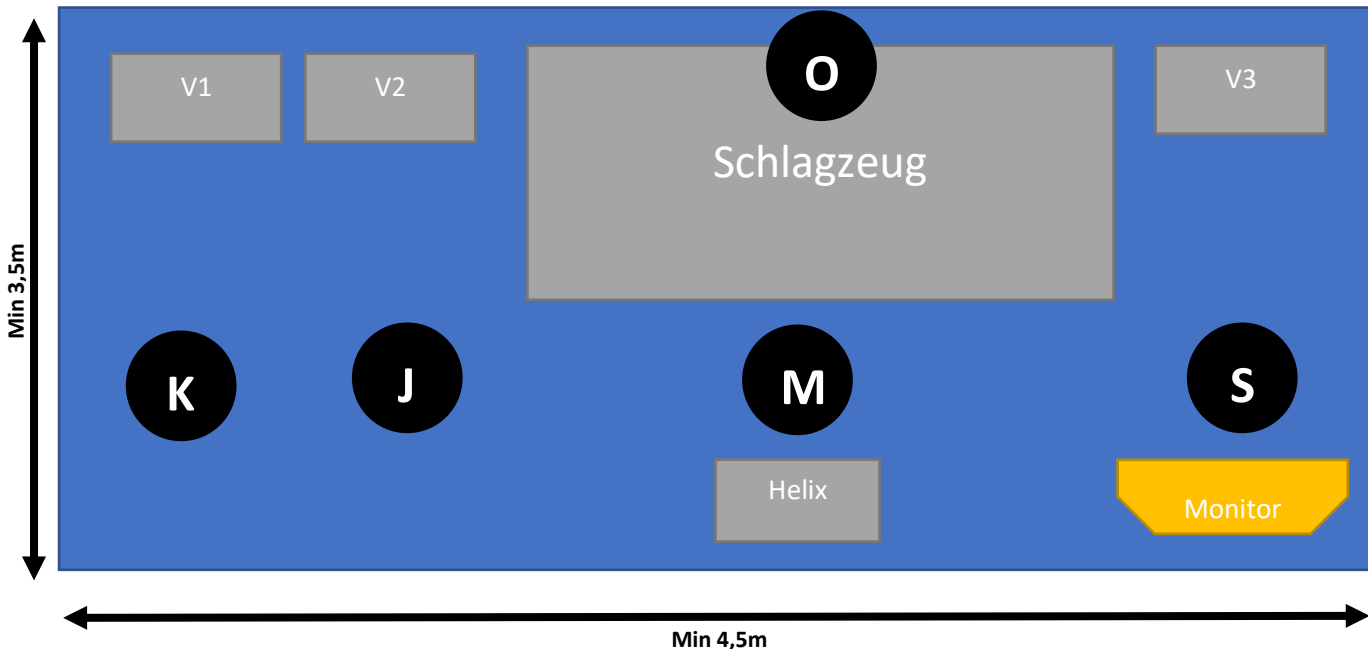 V1
V2
O
V3
Schlagzeug
Min 3,5m
K
J
M
S
Helix
Monitor
Min 4,5m